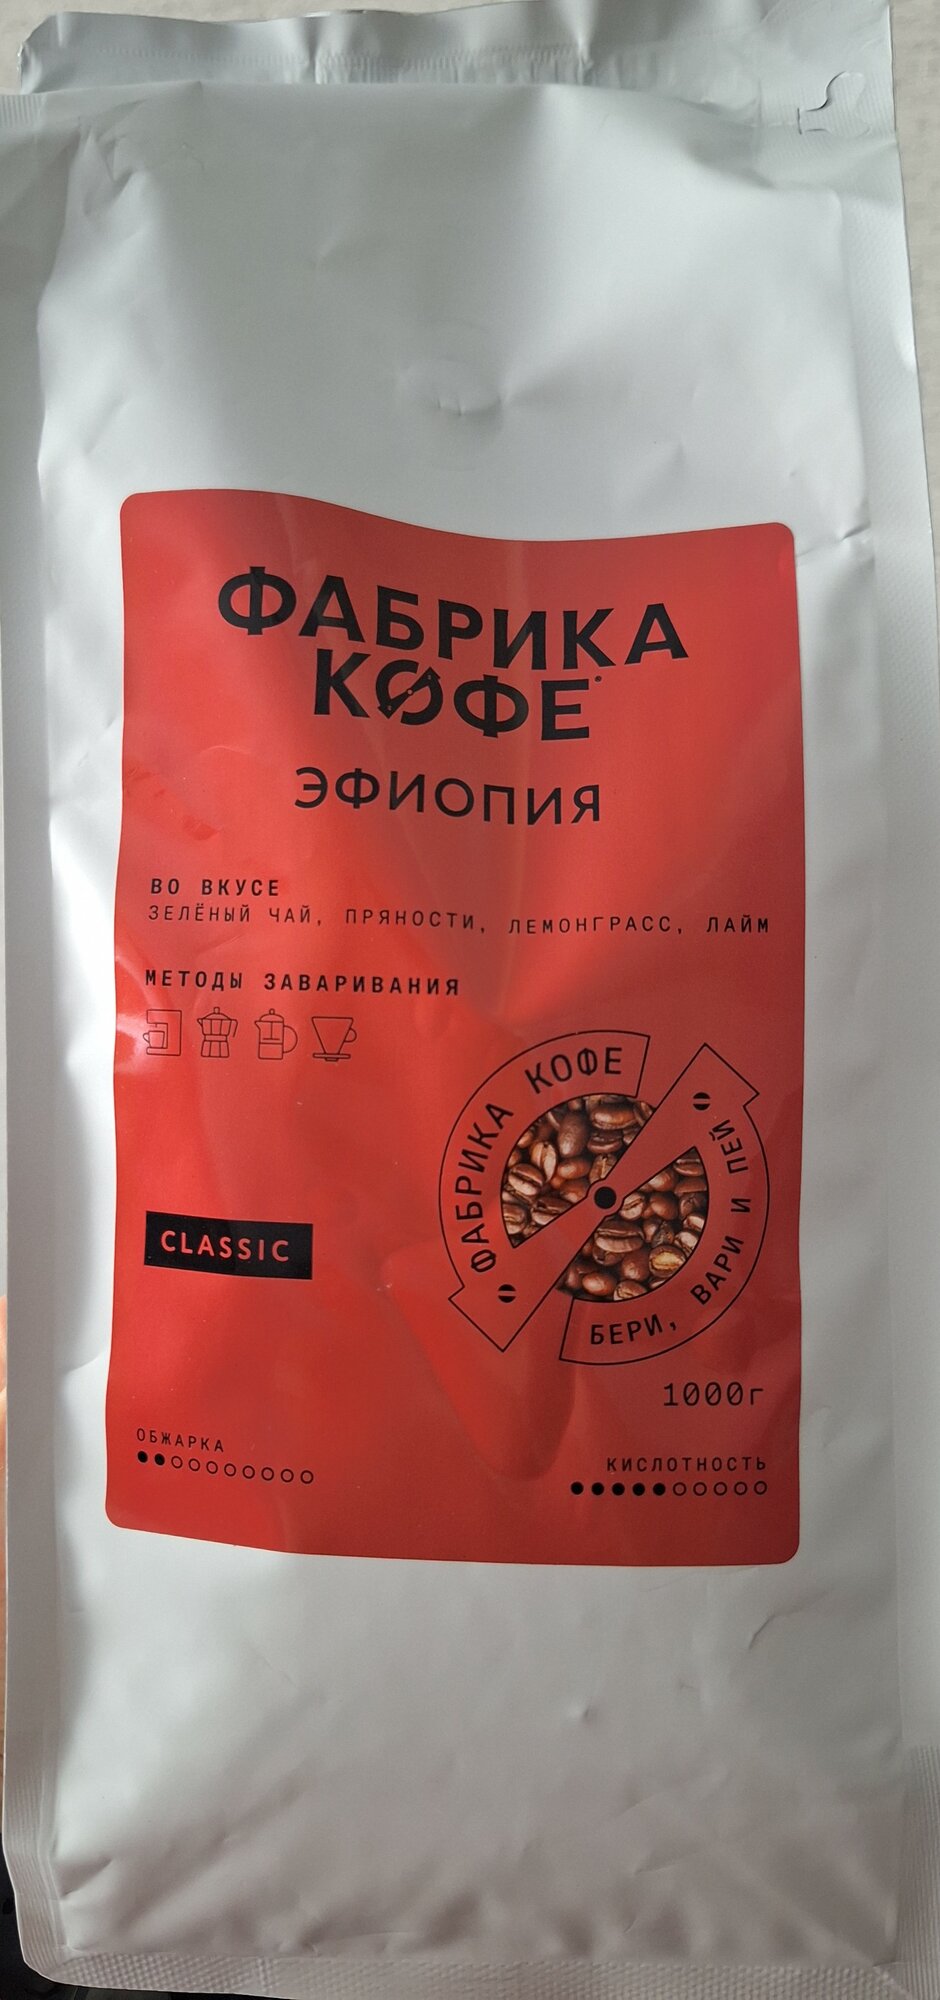 ФАБРИКА
КОФЕ
ЭФИОПИЯ
ВО ВКУСЕ
ЗЕЛЁНЫЙ ЧАЙ, ПРЯНОСТИ, ЛЕМОНГРАСС, ЛАЙМ
МЕТОДЫ ЗАВАРИВАНИЯ
ФАБРИКА КОФЕ
БЕРИ, ВАРИ И ПЕЙ
CLASSIC
1000г
ОБЖАРКА
КИСЛОТНОСТЬ